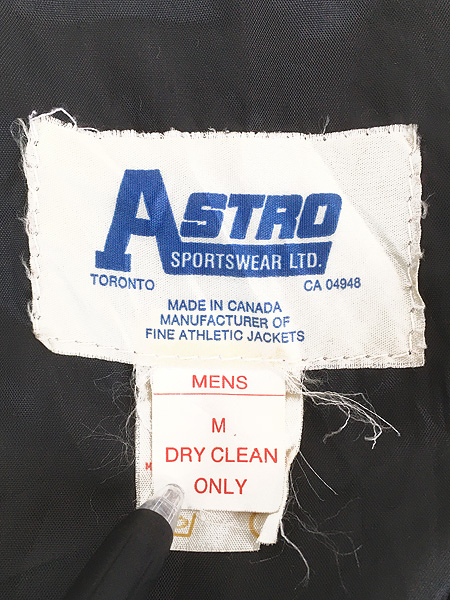 ASTRO
SPORTSWEAR LTD.
TORONTO CA 04948
MADE IN CANADA
MANUFACTURER OF
FINE ATHLETIC JACKETS
MENS
M
DRY CLEAN
ONLY
M